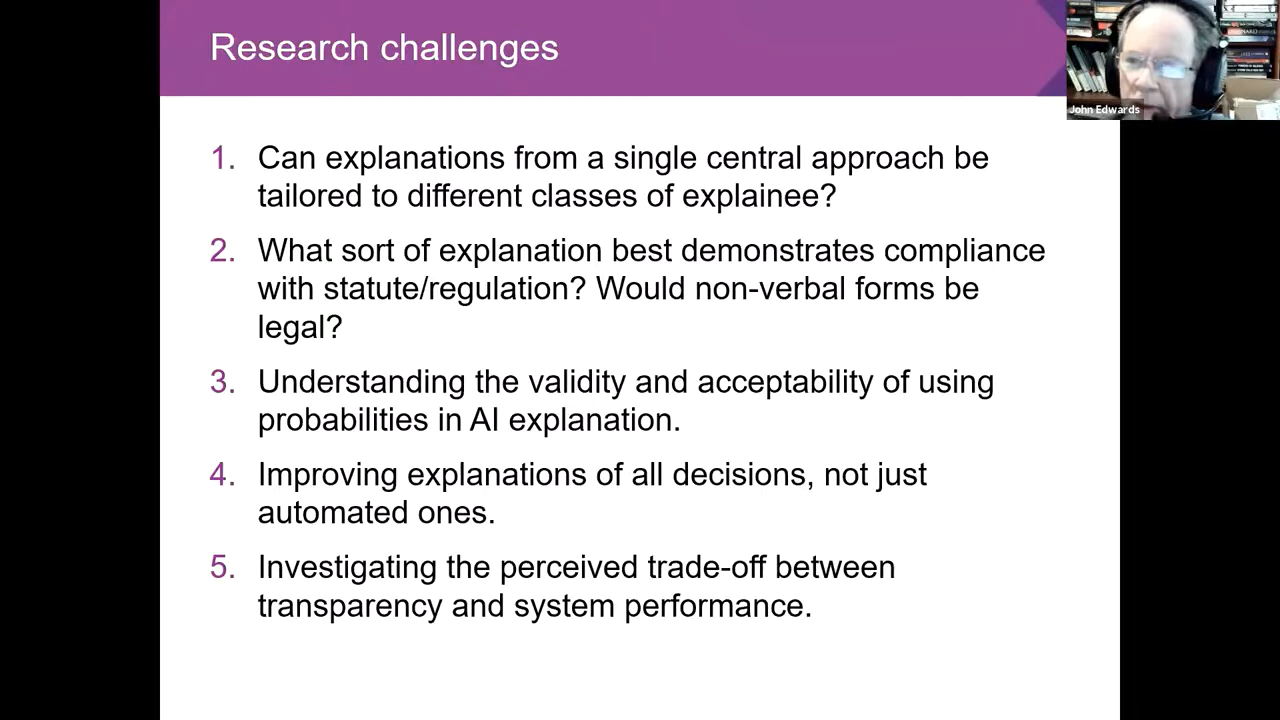 Research challenges
John Edwards
1. Can explanations from a single central approach be
tailored to different classes of explainee?
2. What sort of explanation best demonstrates compliance
with statute/regulation? Would non-verbal forms be
legal?
3. Understanding the validity and acceptability of using
probabilities in AI explanation.
4. Improving explanations of all decisions, not just
automated ones.
5. Investigating the perceived trade-off between
transparency and system performance.